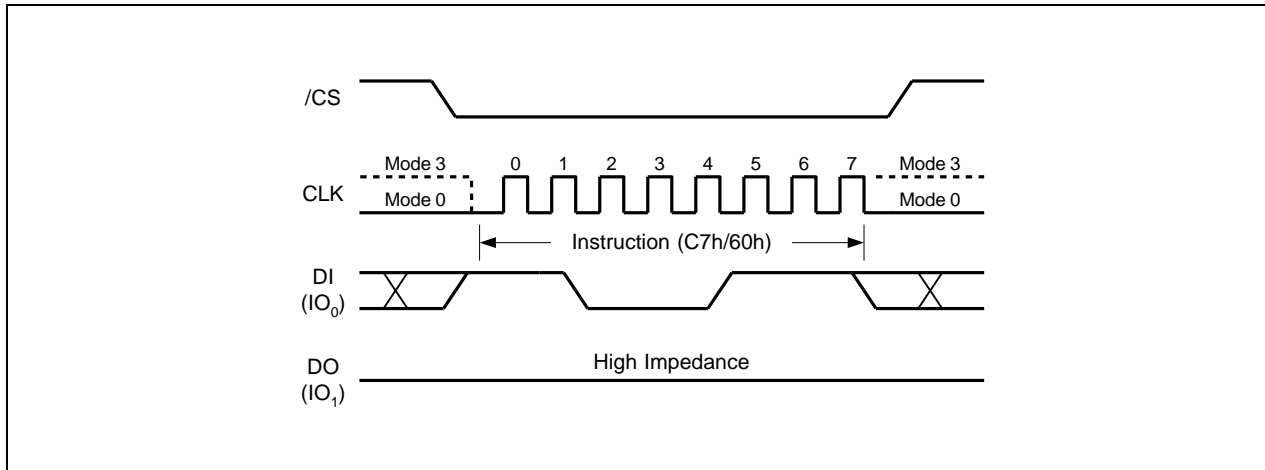 /CS
Mode 3 0 1 2 3 4 5 6 7 Mode 3
CLK
Mode 0 Mode 0
Instruction (C7h/60h)
DI
(IO₀)
High Impedance
DO
(IO₁)